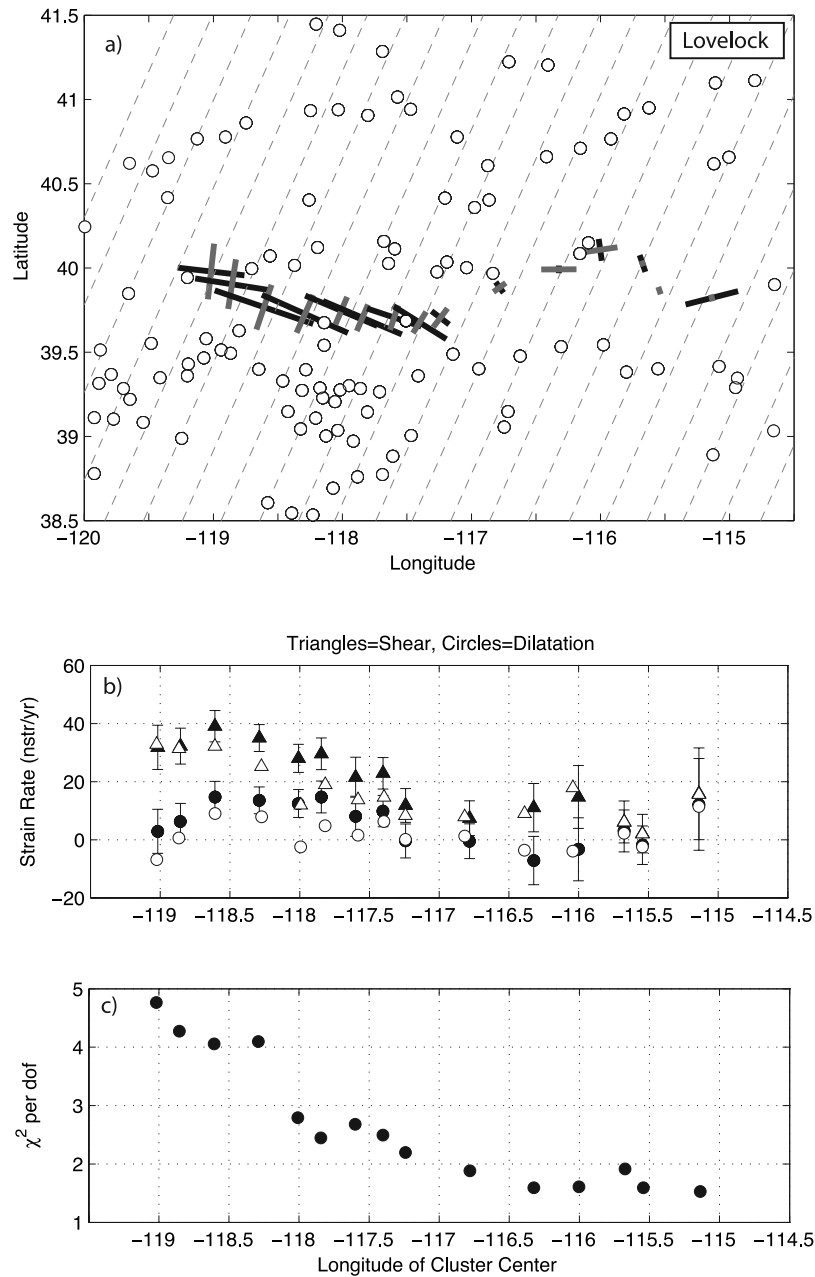 a)
Lovelock
41.5
41
40.5
40
39.5
39
38.5
Latitude
−120 −119 −118 −117 −116 −115
Longitude
Triangles=Shear, Circles=Dilatation
b)
60
40
20
0
−20
Strain Rate (nstr/yr)
−119 −118.5 −118 −117.5 −117 −116.5 −116 −115.5 −115 −114.5
c)
5
4
3
2
1
χ² per dof
−119 −118.5 −118 −117.5 −117 −116.5 −116 −115.5 −115 −114.5
Longitude of Cluster Center